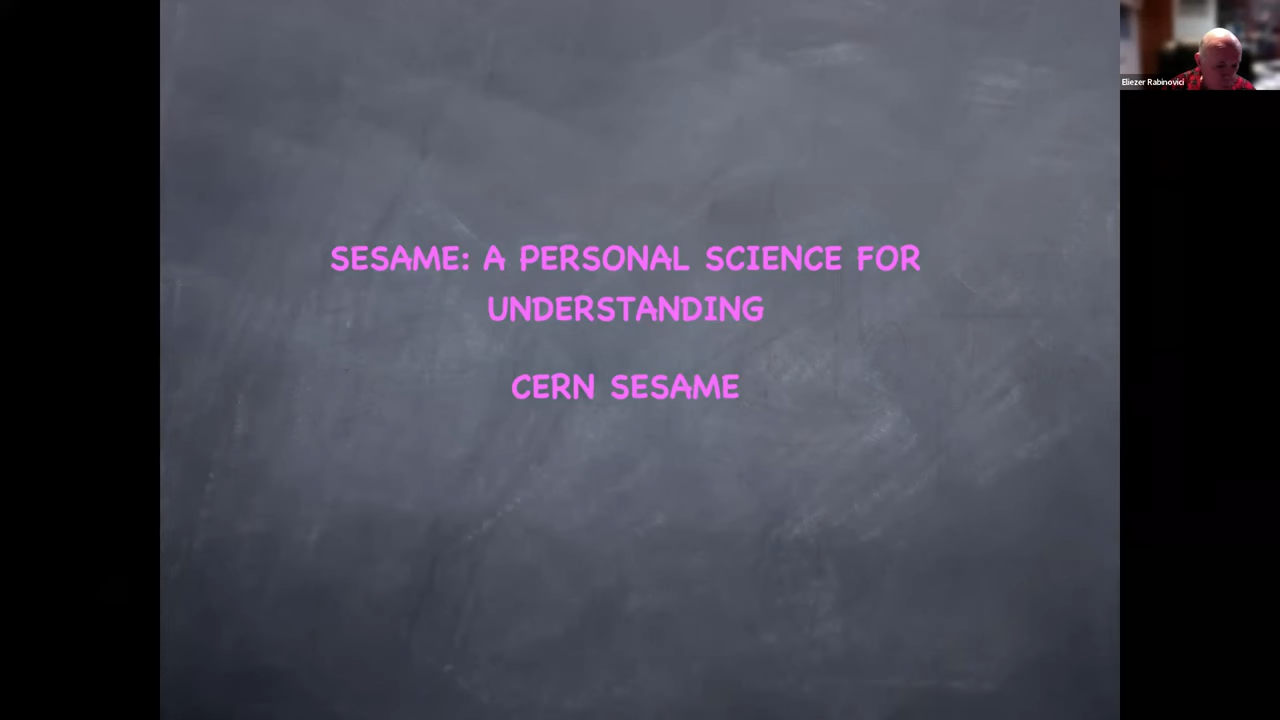 Eliezer Rabinovici
SESAME: A PERSONAL SCIENCE FOR
UNDERSTANDING
CERN SESAME